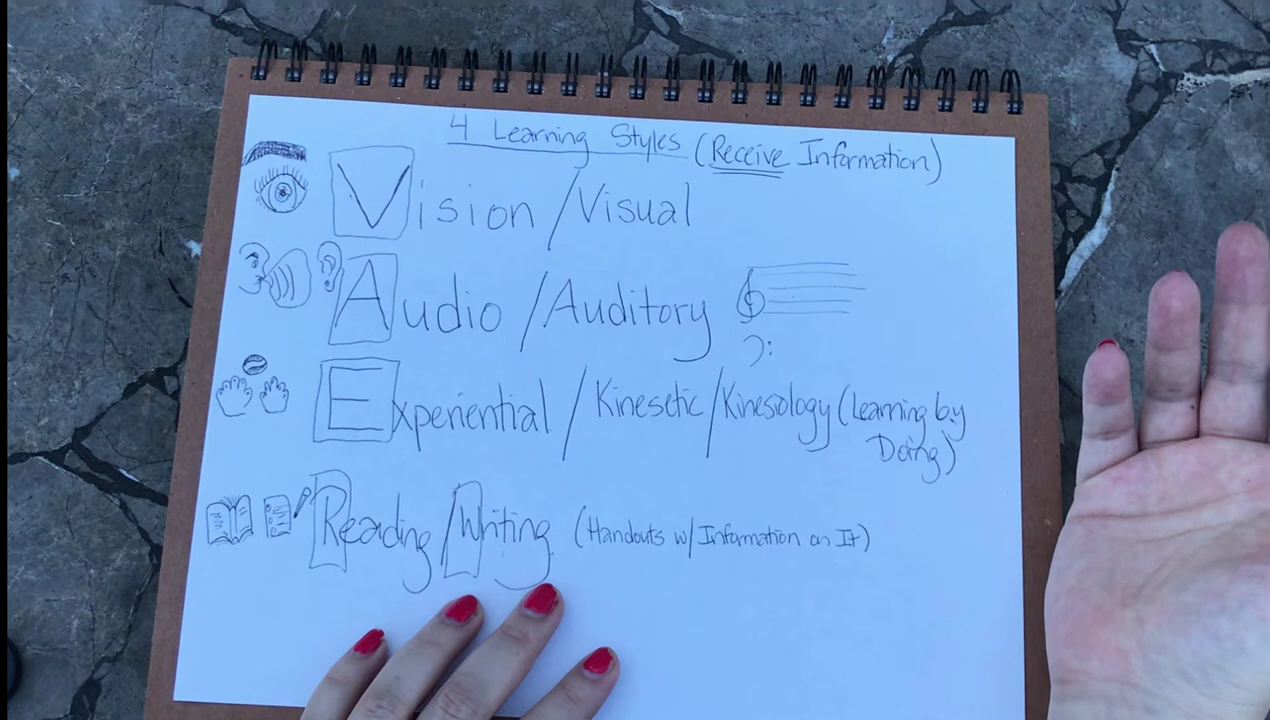 4 Learning Styles (Receive Information)
Vision / Visual
Audio / Auditory
Experiential / Kinesetic / Kinesiology (Learning by
Doing)
Reading / Writing (Handouts w/ Information on It)